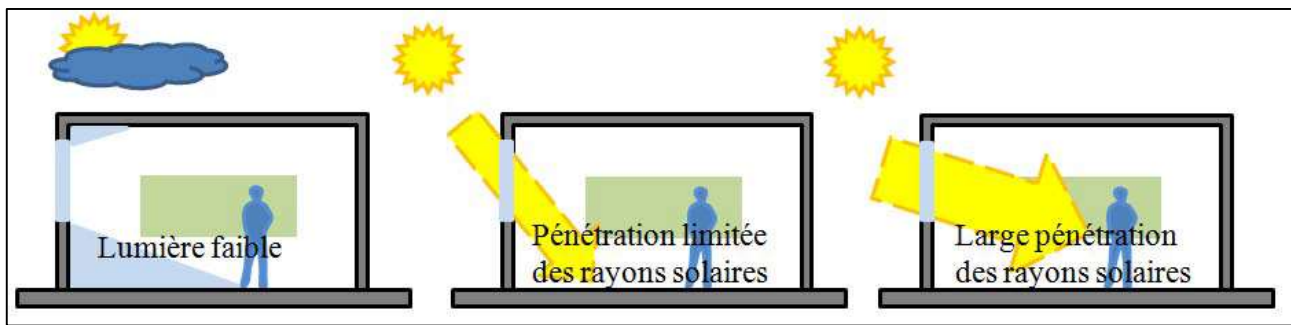 Lumière faible
Pénétration limitée
des rayons solaires
Large pénétration
des rayons solaires